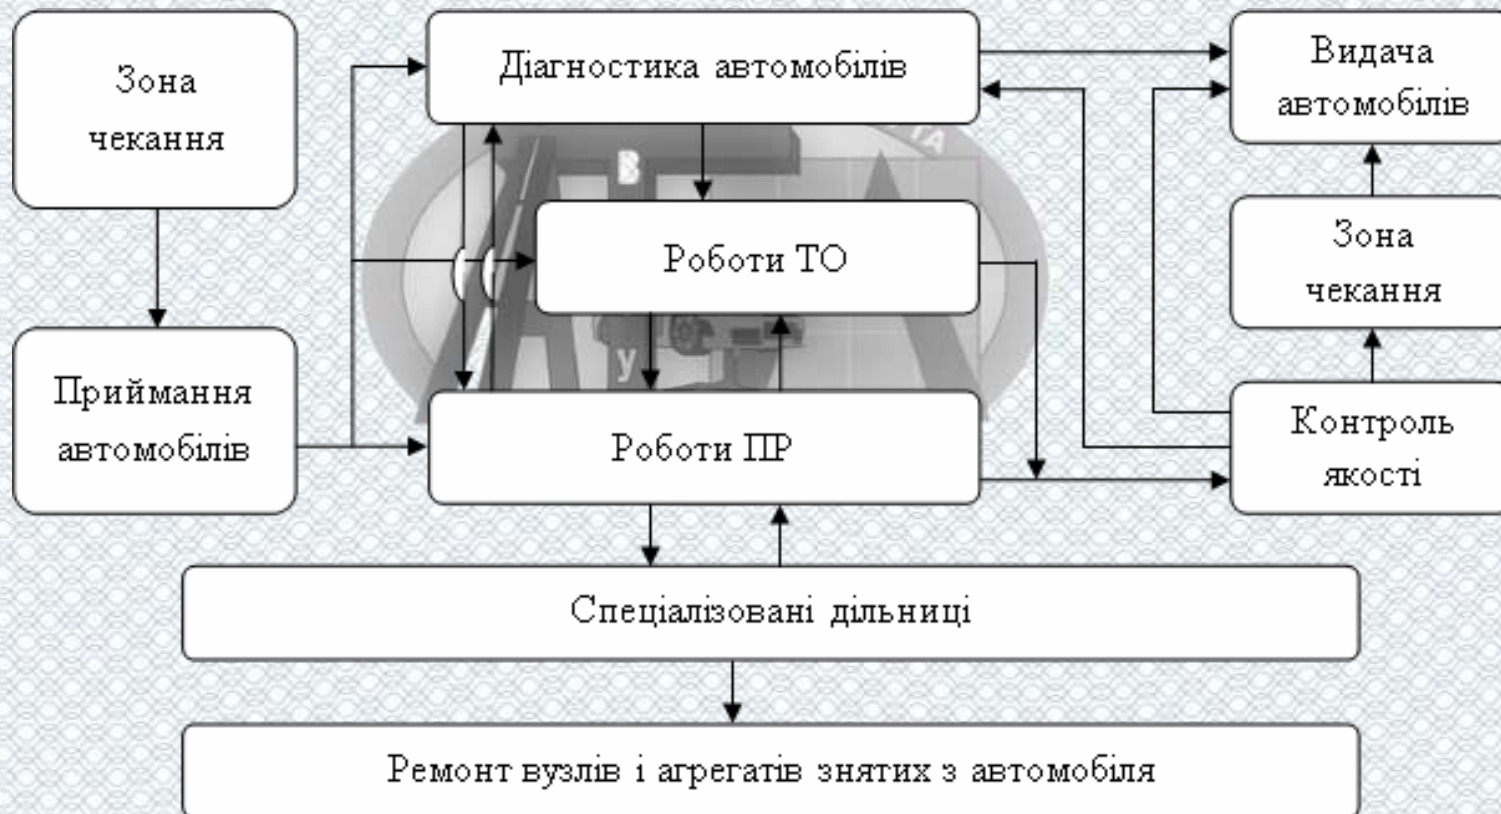 Зона
чекання
Діагностика автомобілів
Видача
автомобілів
В
Роботи ТО
Зона
чекання
У
Приймання
автомобілів
Роботи ПР
Контроль
якості
Спеціалізовані дільниці
Ремонт вузлів і агрегатів знятих з автомобіля